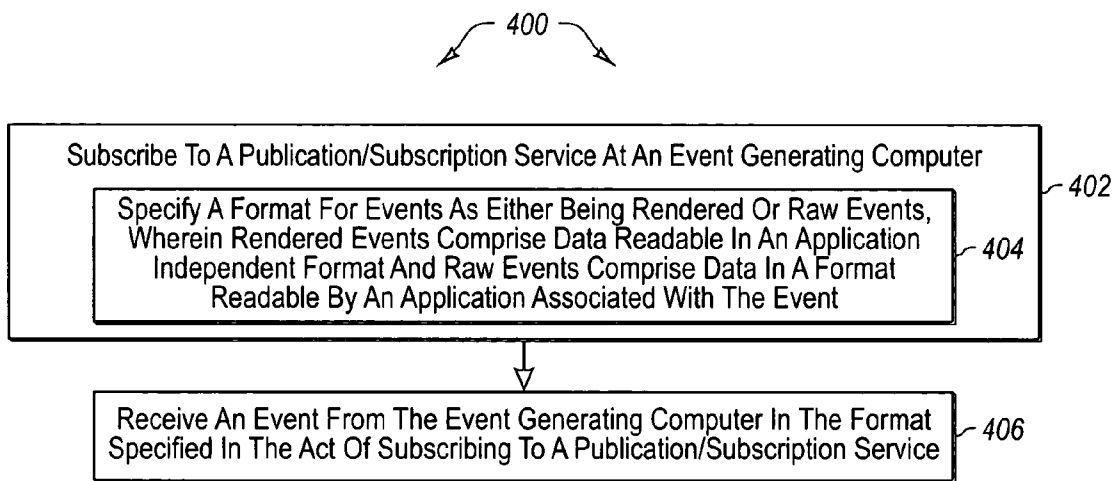 400
Subscribe To A Publication/Subscription Service At An Event Generating Computer
402
Specify A Format For Events As Either Being Rendered Or Raw Events,
Wherein Rendered Events Comprise Data Readable In An Application
Independent Format And Raw Events Comprise Data In A Format
Readable By An Application Associated With The Event
404
Receive An Event From The Event Generating Computer In The Format
Specified In The Act Of Subscribing To A Publication/Subscription Service
406